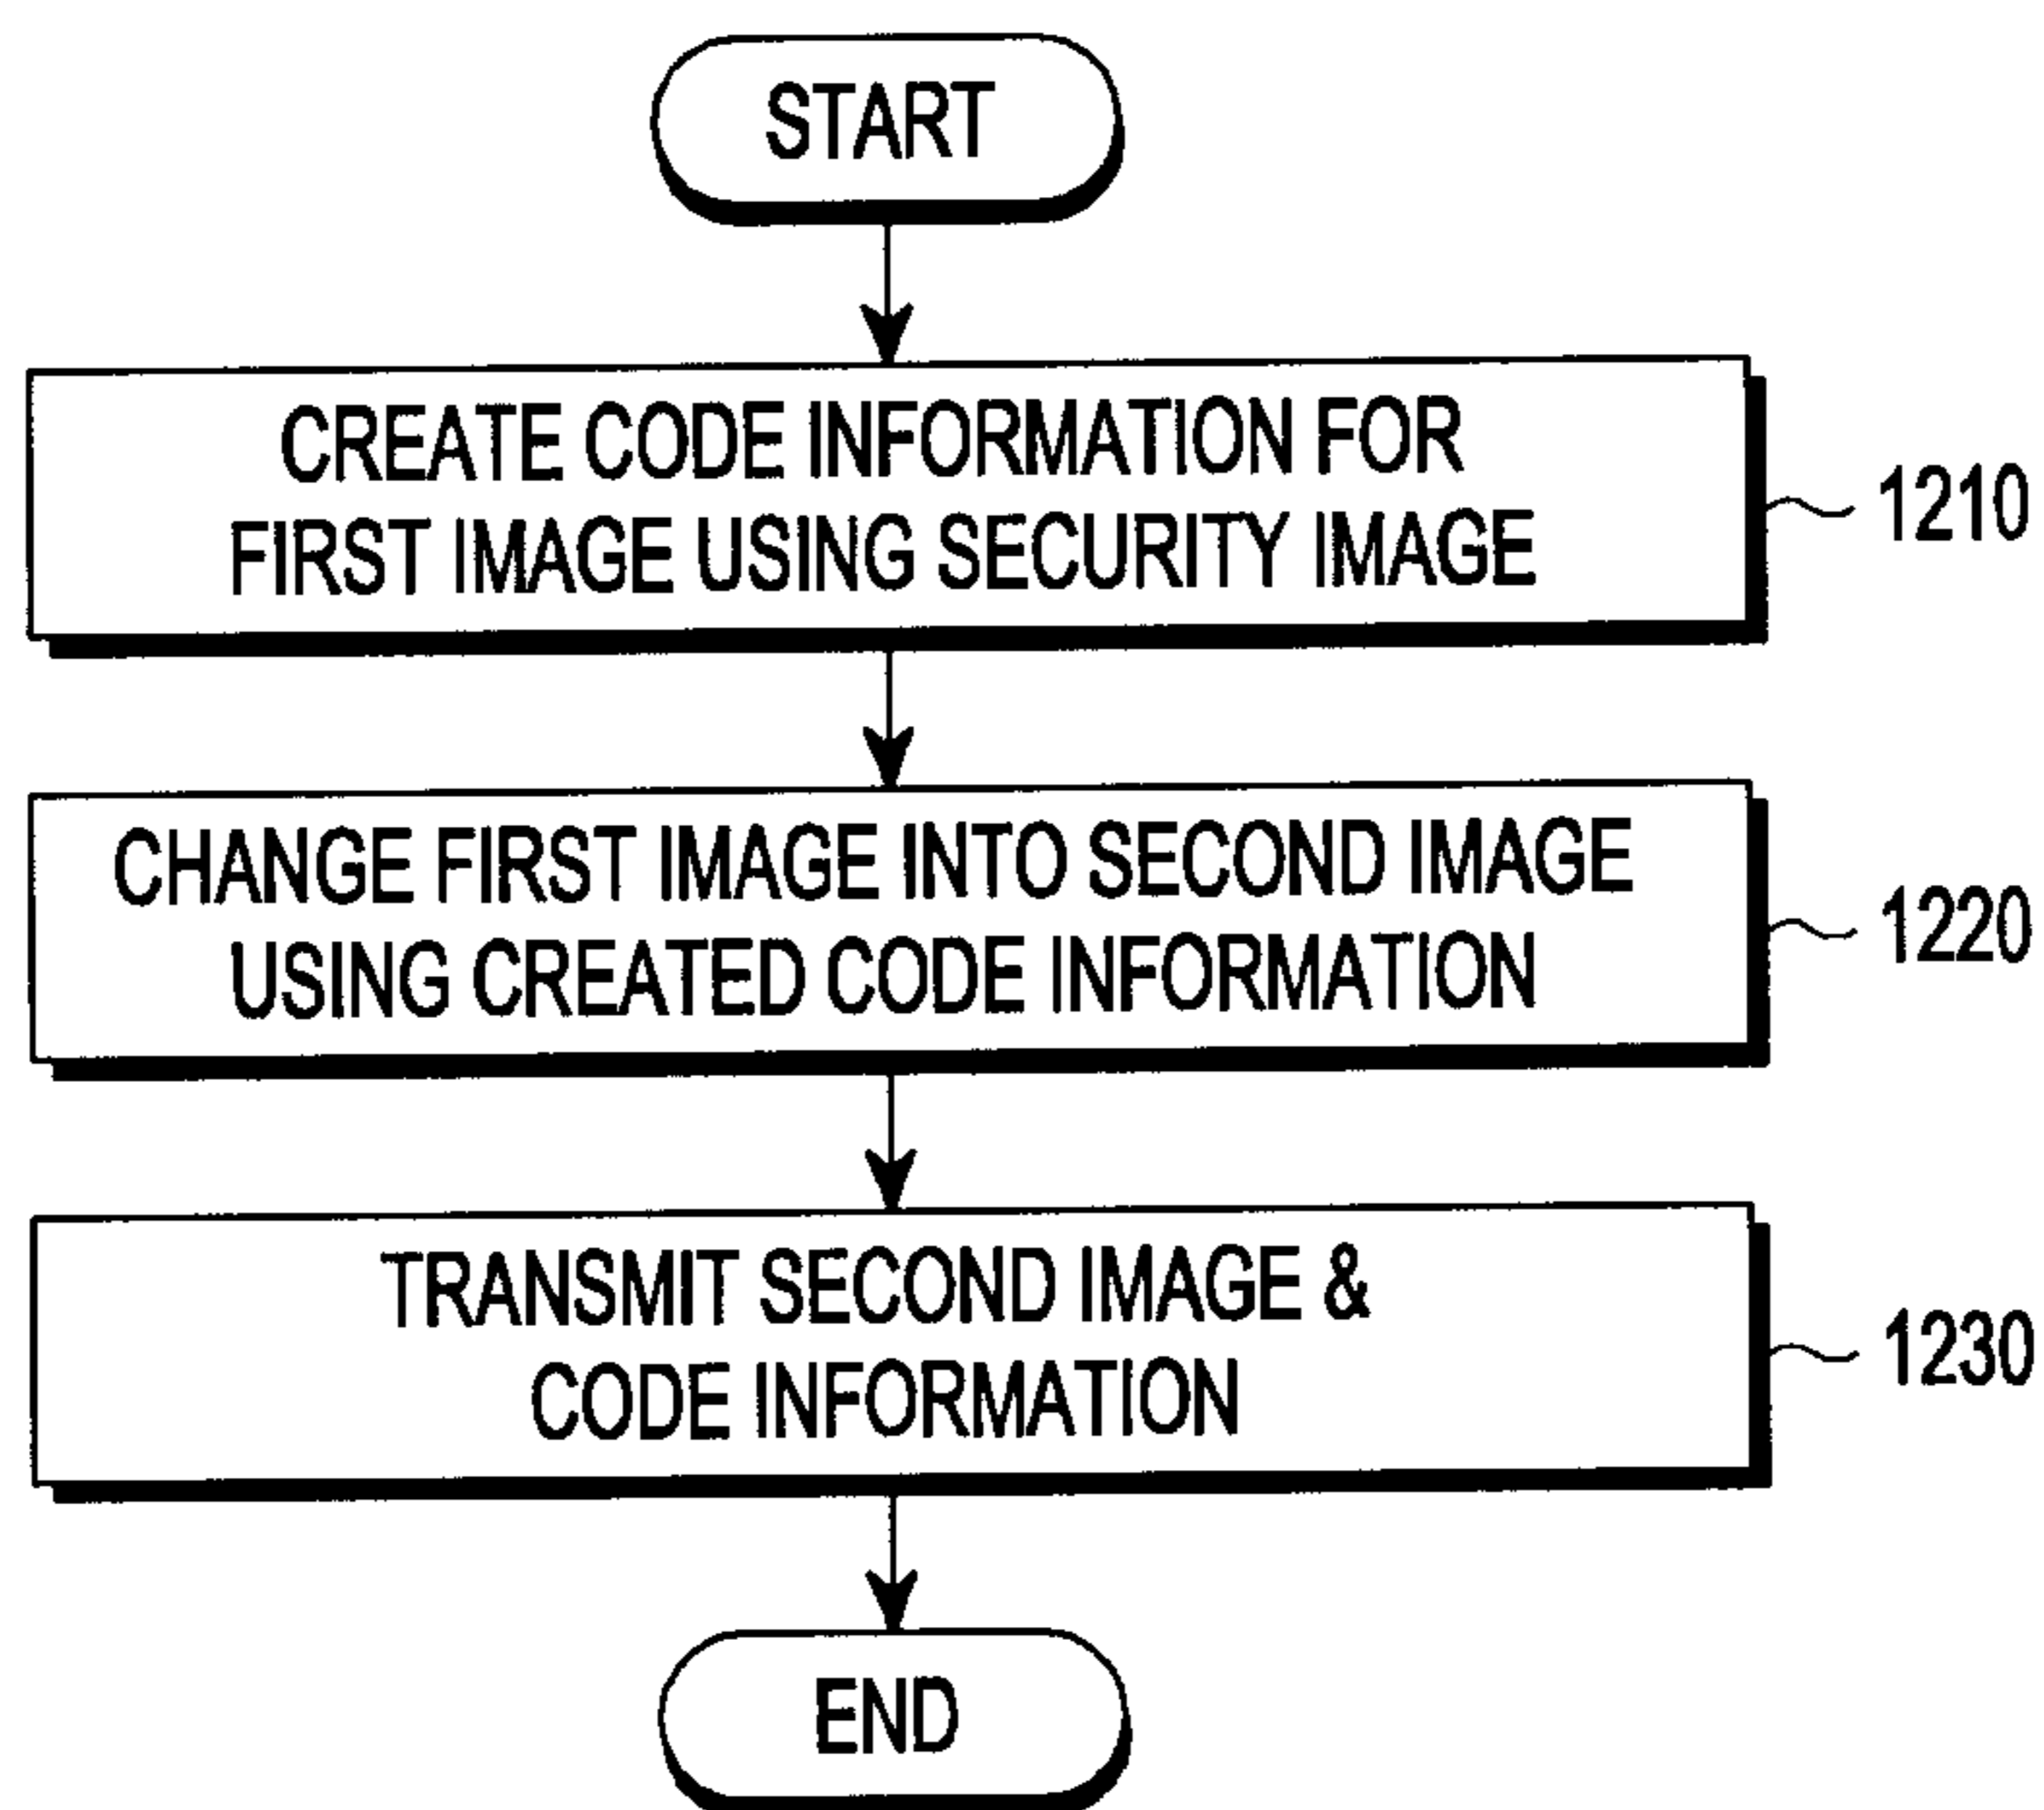 START
CREATE CODE INFORMATION FOR
FIRST IMAGE USING SECURITY IMAGE
1210
CHANGE FIRST IMAGE INTO SECOND IMAGE
USING CREATED CODE INFORMATION
1220
TRANSMIT SECOND IMAGE &
CODE INFORMATION
1230
END